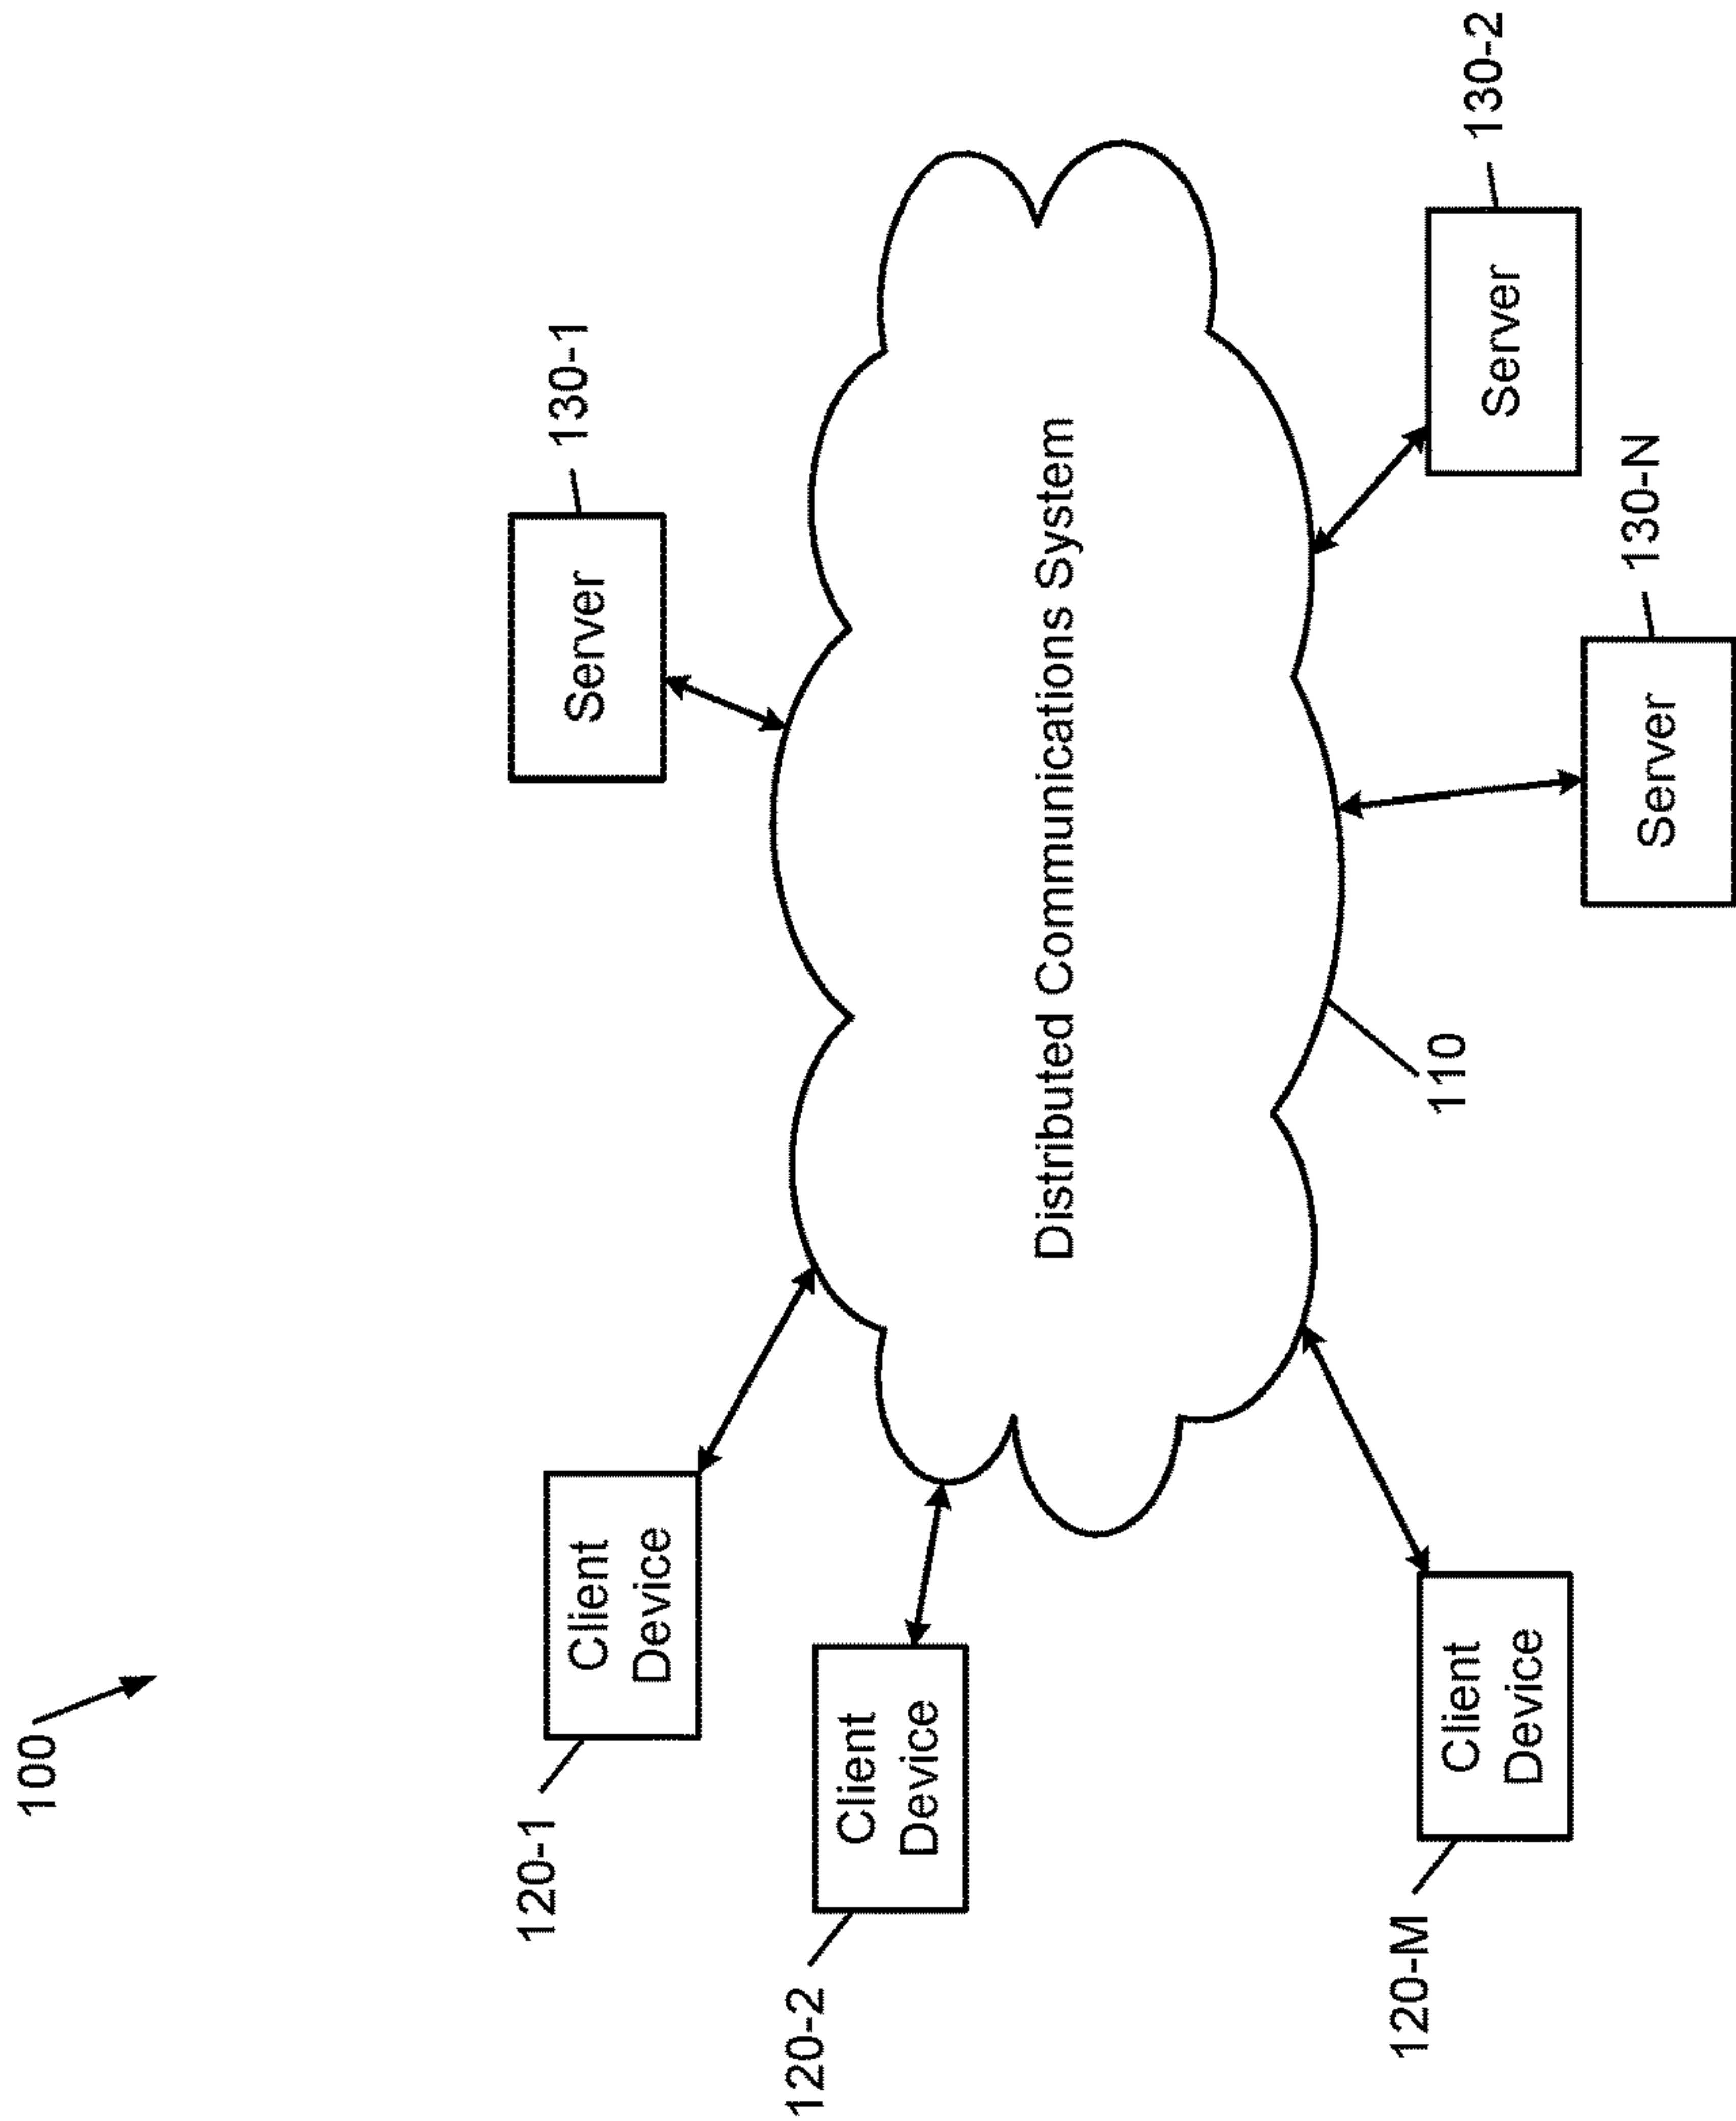 100
120-1
Client
Device
120-2
Client
Device
120-M
Client
Device
Distributed Communications System
110
Server
130-1
Server
130-2
Server
130-N